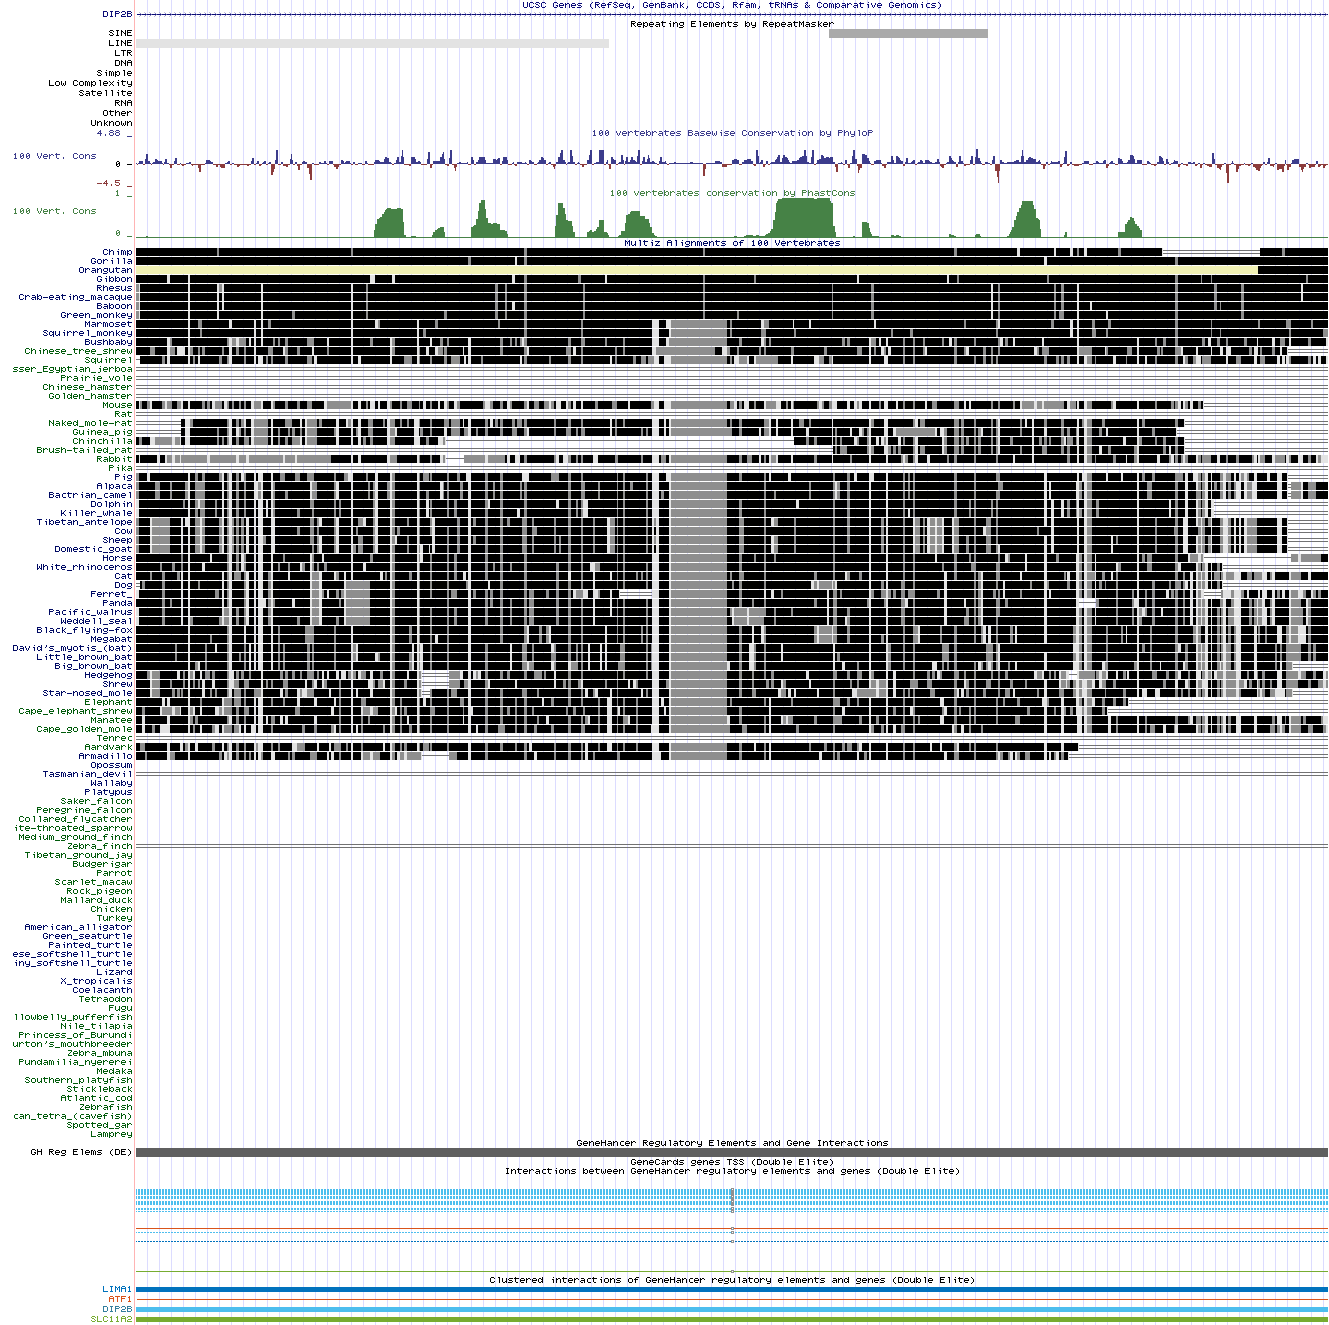 UCSC Genes (RefSeq, GenBank, CCDS, Rfam, tRNAs & Comparative Genomics)
DIP2B
Repeating Elements by RepeatMasker
SINE
LINE
LTR
DNA
Simple
Low Complexity
Satellite
RNA
Other
Unknown
100 vertebrates Basewise Conservation by PhyloP
4.88 _
100 Vert. Cons
0 _
-4.5 _
100 vertebrates conservation by PhastCons
1 _
100 Vert. Cons
0 _
Multiz Alignments of 100 Vertebrates
Chimp
Gorilla
Orangutan
Gibbon
Rhesus
Crab-eating_macaque
Baboon
Green_monkey
Marmoset
Squirrel_monkey
Bushbaby
Chinese_tree_shrew
Squirrel
sser_Egyptian_jerboa
Prairie_vole
Chinese_hamster
Golden_hamster
Mouse
Rat
Naked_mole-rat
Guinea_pig
Chinchilla
Brush-tailed_rat
Rabbit
Pika
Pig
Alpaca
Bactrian_camel
Dolphin
Killer_whale
Tibetan_antelope
Cow
Sheep
Domestic_goat
Horse
White_rhinoceros
Cat
Dog
Ferret_
Panda
Pacific_walrus
Weddell_seal
Black_flying-fox
Megabat
David's_myotis_(bat)
Little_brown_bat
Big_brown_bat
Hedgehog
Shrew
Star-nosed_mole
Elephant
Cape_elephant_shrew
Manatee
Cape_golden_mole
Tenrec
Aardvark
Armadillo
Opossum
Tasmanian_devil
Wallaby
Platypus
Saker_falcon
Peregrine_falcon
Collared_flycatcher
ite-throated_sparrow
Medium_ground_finch
Zebra_finch
Tibetan_ground_jay
Budgerigar
Parrot
Scarlet_macaw
Rock_pigeon
Mallard_duck
Chicken
Turkey
American_alligator
Green_seaturtle
Painted_turtle
ese_softshell_turtle
iny_softshell_turtle
Lizard
X_tropicalis
Coelacanth
Tetraodon
Fugu
llowbelly_pufferfish
Nile_tilapia
Princess_of_Burundi
urton's_mouthbreeder
Zebra_mbuna
Pundamilia_nyererei
Medaka
Southern_platyfish
Stickleback
Atlantic_cod
Zebrafish
can_tetra_(cavefish)
Spotted_gar
Lamprey
GeneHancer Regulatory Elements and Gene Interactions
GH Reg Elems (DE)
GeneCards genes TSS (Double Elite)
Interactions between GeneHancer regulatory elements and genes (Double Elite)
Clustered interactions of GeneHancer regulatory elements and genes (Double Elite)
LIMA1
ATF1
DIP2B
SLC11A2